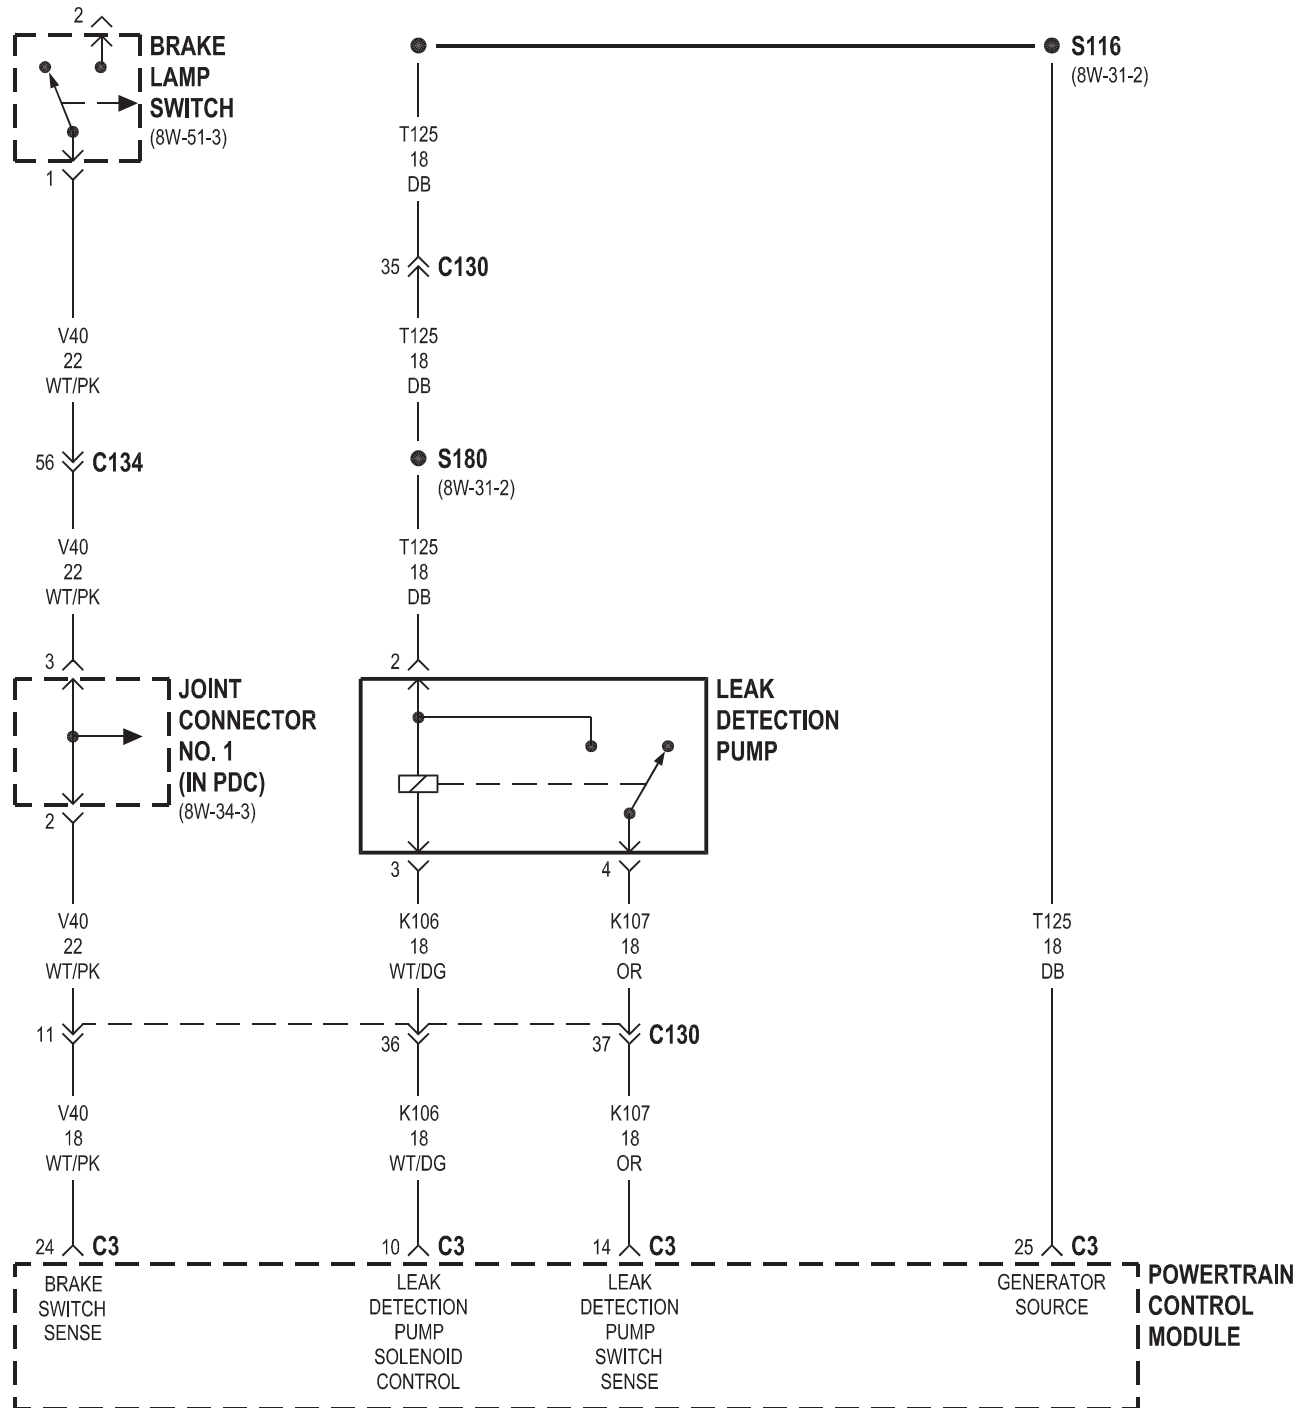 2
BRAKE
LAMP
SWITCH
(8W-51-3)
1
V40
22
WT/PK
56 C134
V40
22
WT/PK
3
JOINT
CONNECTOR
NO. 1
(IN PDC)
(8W-34-3)
2
V40
22
WT/PK
11
V40
18
WT/PK
24 C3
BRAKE
SWITCH
SENSE
T125
18
DB
35 C130
T125
18
DB
S180
(8W-31-2)
T125
18
DB
2
LEAK
DETECTION
PUMP
3
K106
18
WT/DG
36
K106
18
WT/DG
10 C3
LEAK
DETECTION
PUMP
SOLENOID
CONTROL
4
K107
18
OR
37 C130
K107
18
OR
14 C3
LEAK
DETECTION
PUMP
SWITCH
SENSE
S116
(8W-31-2)
T125
18
DB
25 C3
GENERATOR
SOURCE
POWERTRAIN
CONTROL
MODULE